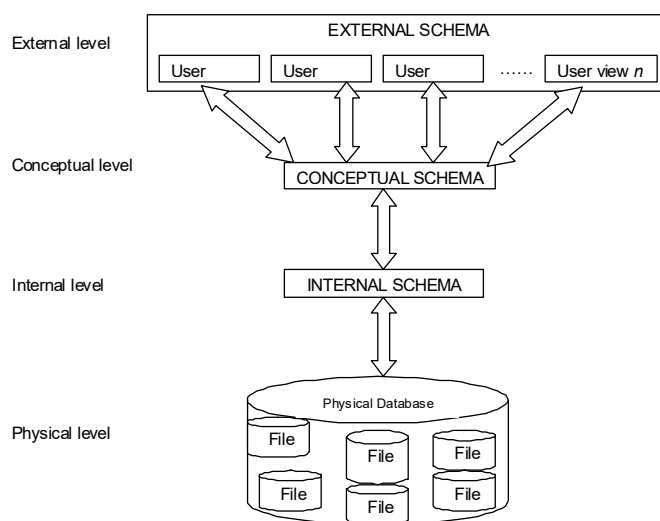 EXTERNAL SCHEMA
External level
User
User
User
……
User view n
Conceptual level
CONCEPTUAL SCHEMA
Internal level
INTERNAL SCHEMA
Physical Database
Physical level
File
File
File
File
File
File